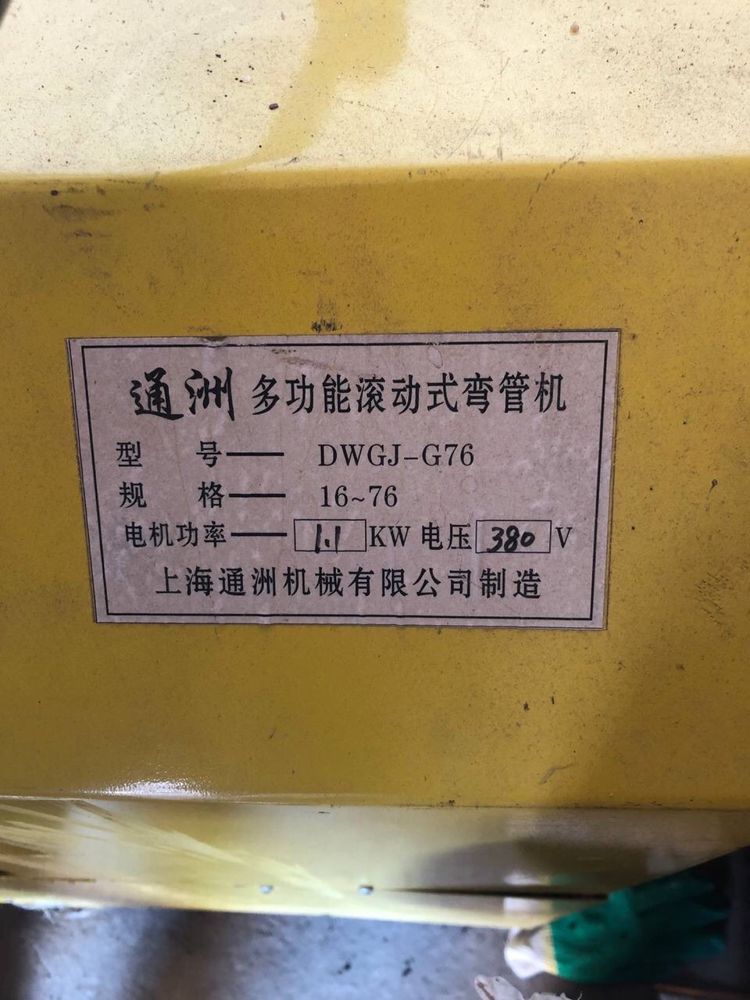 通洲 多功能滚动式弯管机
型 号—— DWGJ-G76
规 格—— 16~76
电机功率—— 1.1 KW 电压 380 V
上海通洲机械有限公司制造